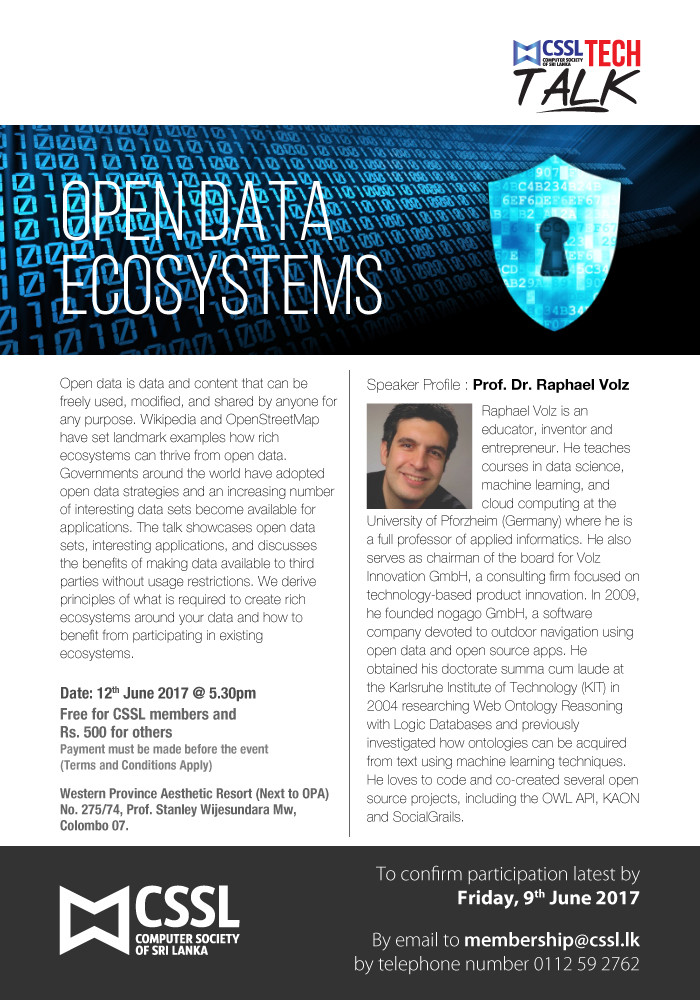 CSSL TECH
COMPUTER SOCIETY
OF SRI LANKA
TALK
OPEN DATA
ECOSYSTEMS
Open data is data and content that can be
freely used, modified, and shared by anyone for
any purpose. Wikipedia and OpenStreetMap
have set landmark examples how rich
ecosystems can thrive from open data.
Governments around the world have adopted
open data strategies and an increasing number
of interesting data sets become available for
applications. The talk showcases open data
sets, interesting applications, and discusses
the benefits of making data available to third
parties without usage restrictions. We derive
principles of what is required to create rich
ecosystems around your data and how to
benefit from participating in existing
ecosystems.
Date: 12th June 2017 @ 5.30pm
Free for CSSL members and
Rs. 500 for others
Payment must be made before the event
(Terms and Conditions Apply)
Western Province Aesthetic Resort (Next to OPA)
No. 275/74, Prof. Stanley Wijesundara Mw,
Colombo 07.
Speaker Profile : Prof. Dr. Raphael Volz
Raphael Volz is an
educator, inventor and
entrepreneur. He teaches
courses in data science,
machine learning, and
cloud computing at the
University of Pforzheim (Germany) where he is
a full professor of applied informatics. He also
serves as chairman of the board for Volz
Innovation GmbH, a consulting firm focused on
technology-based product innovation. In 2009,
he founded nogago GmbH, a software
company devoted to outdoor navigation using
open data and open source apps. He
obtained his doctorate summa cum laude at
the Karlsruhe Institute of Technology (KIT) in
2004 researching Web Ontology Reasoning
with Logic Databases and previously
investigated how ontologies can be acquired
from text using machine learning techniques.
He loves to code and co-created several open
source projects, including the OWL API, KAON
and SocialGrails.
CSSL
COMPUTER SOCIETY
OF SRI LANKA
To confirm participation latest by
Friday, 9th June 2017
By email to membership@cssl.lk
by telephone number 0112 59 2762